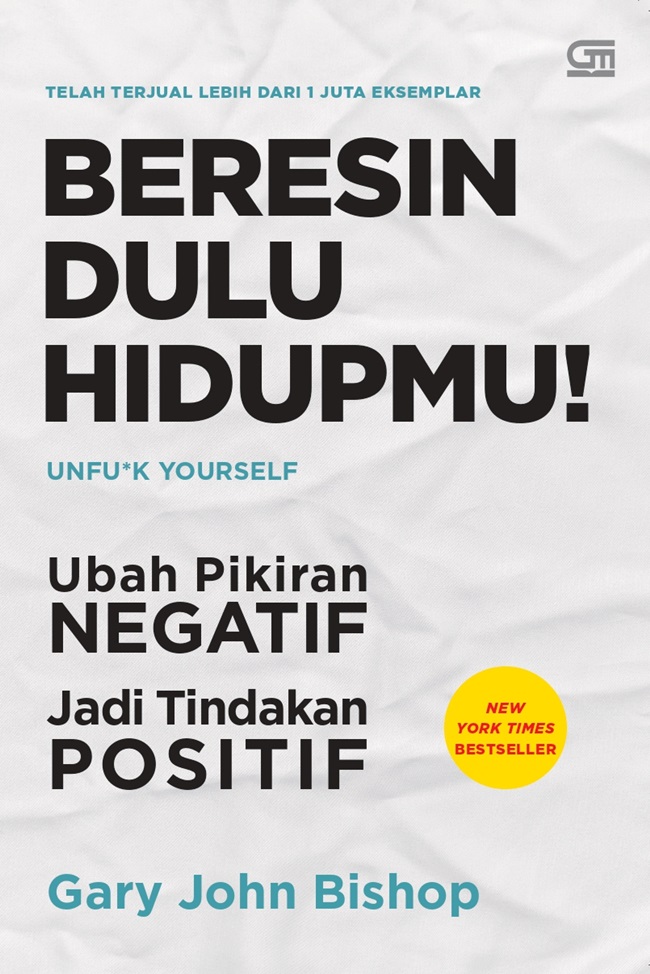 GM
TELAH TERJUAL LEBIH DARI 1 JUTA EKSEMPLAR
BERESIN
DULU
HIDUPMU!
UNFU*K YOURSELF
Ubah Pikiran
NEGATIF
Jadi Tindakan
POSITIF
NEW
YORK TIMES
BESTSELLER
Gary John Bishop